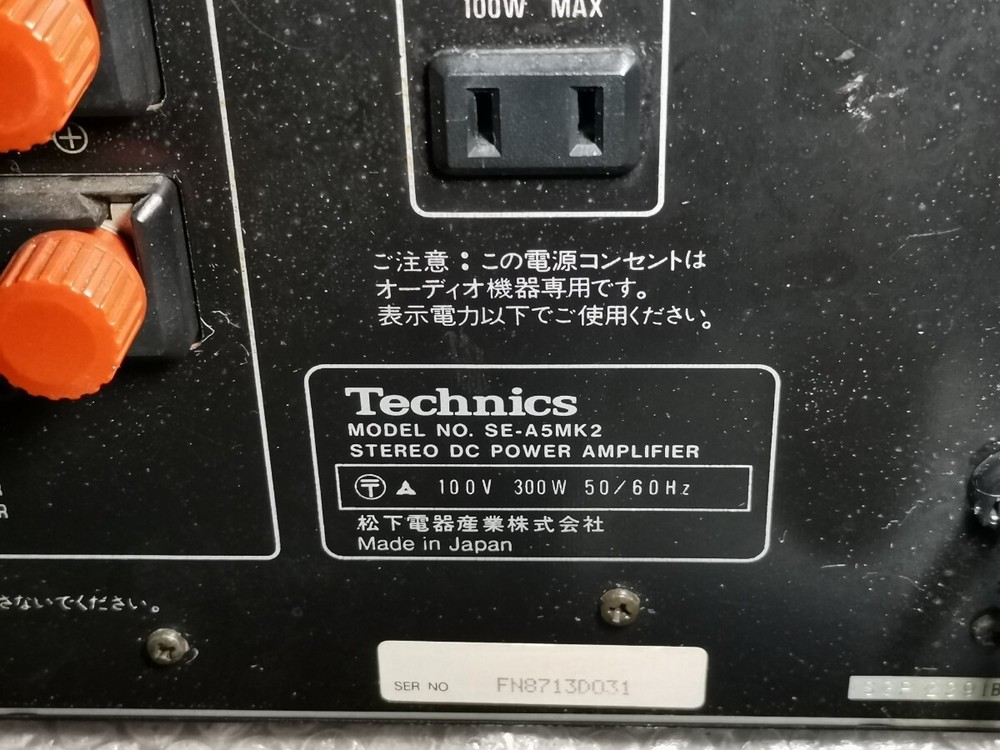 100W MAX
ご注意：この電源コンセントは
オーディオ機器専用です。
表示電力以下でご使用ください。
Technics
MODEL NO. SE-A5MK2
STEREO DC POWER AMPLIFIER
100V 300W 50/60Hz
松下電器産業株式会社
Made in Japan
さないでください。
SER NO FN8713D031